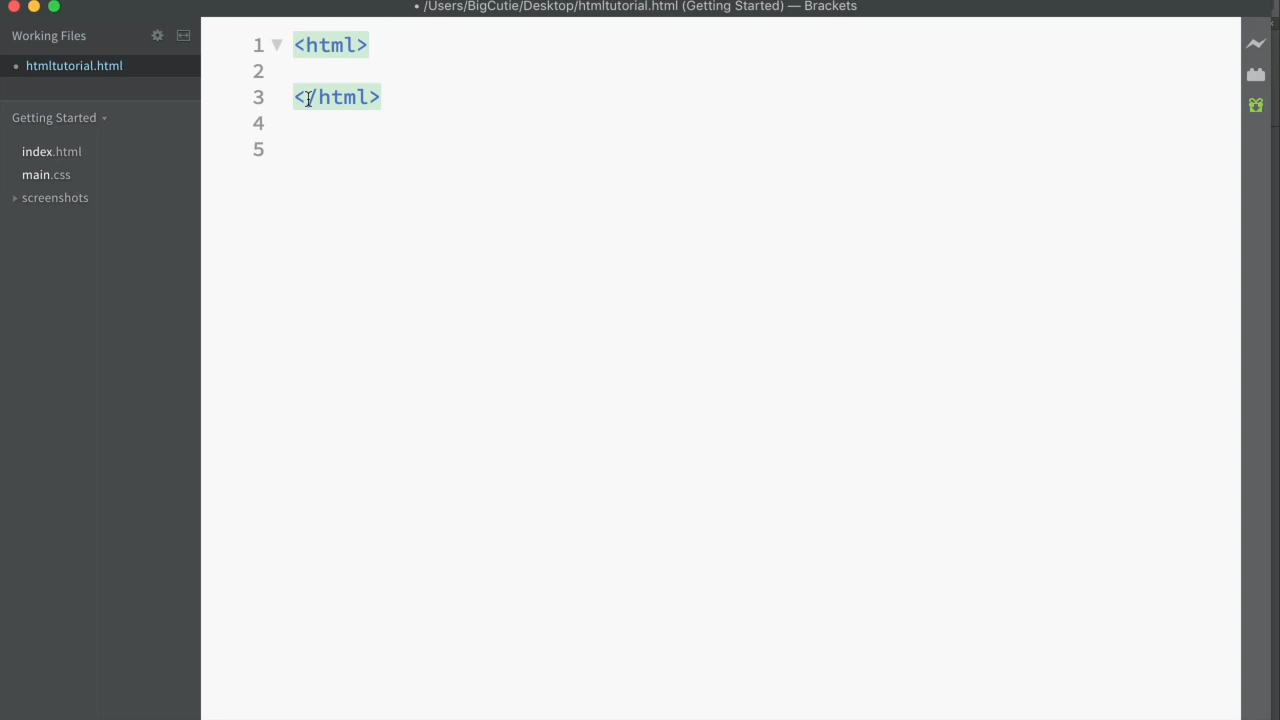 • /Users/BigCutie/Desktop/htmltutorial.html (Getting Started) — Brackets
Working Files
• htmltutorial.html
Getting Started
index.html
main.css
screenshots
1 <html>
2
3 </html>
4
5